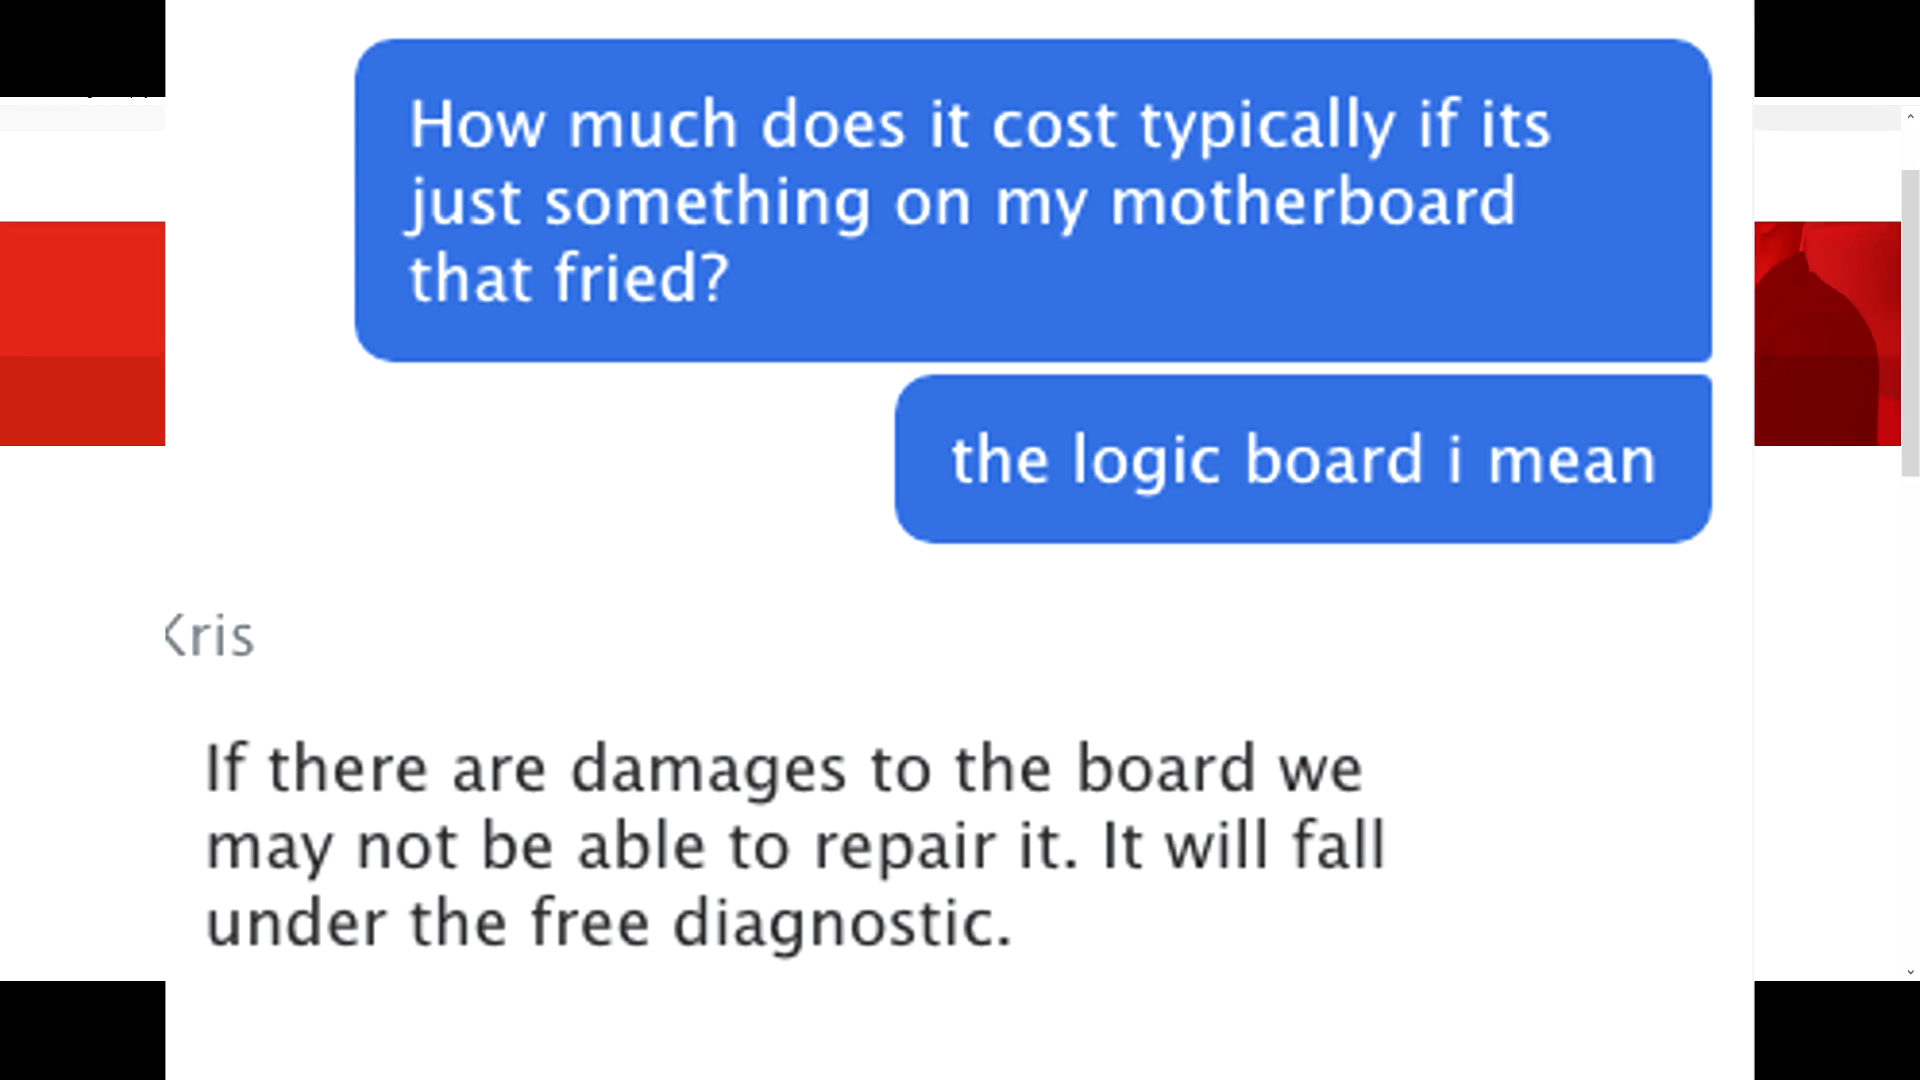 How much does it cost typically if its
just something on my motherboard
that fried?
the logic board i mean
Kris
If there are damages to the board we
may not be able to repair it. It will fall
under the free diagnostic.